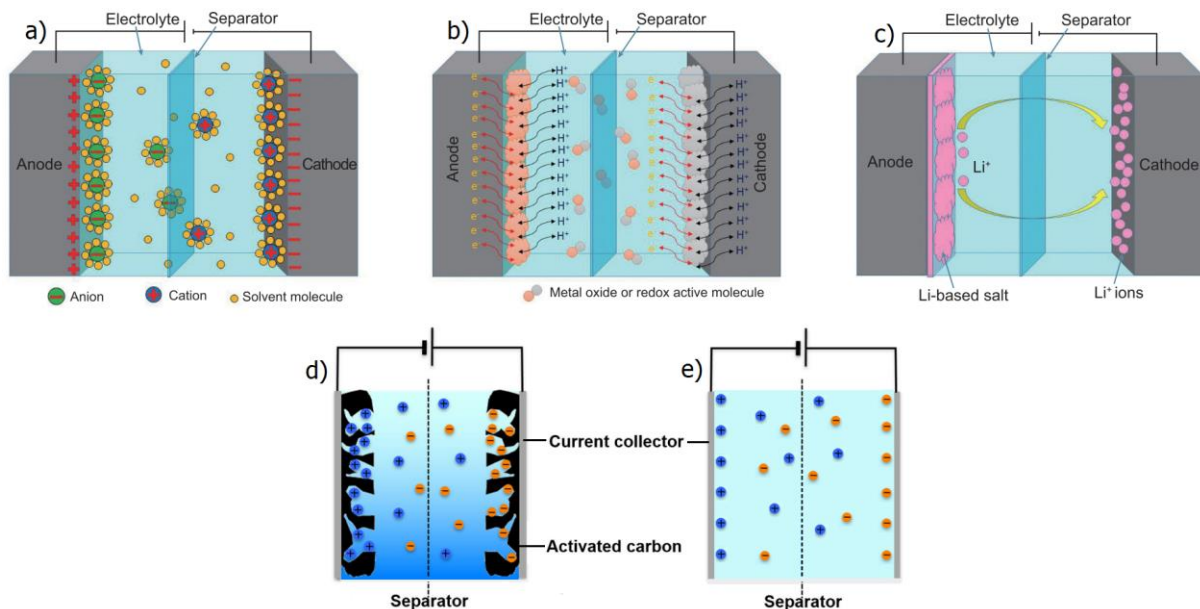 a)
Electrolyte
Separator
Anode
Cathode
Anion
Cation
Solvent molecule
b)
Electrolyte
Separator
Anode
Cathode
e-
H+
Metal oxide or redox active molecule
c)
Electrolyte
Separator
Anode
Cathode
Li+
Li-based salt
Li+ ions
d)
e)
Current collector
Activated carbon
Separator
Separator